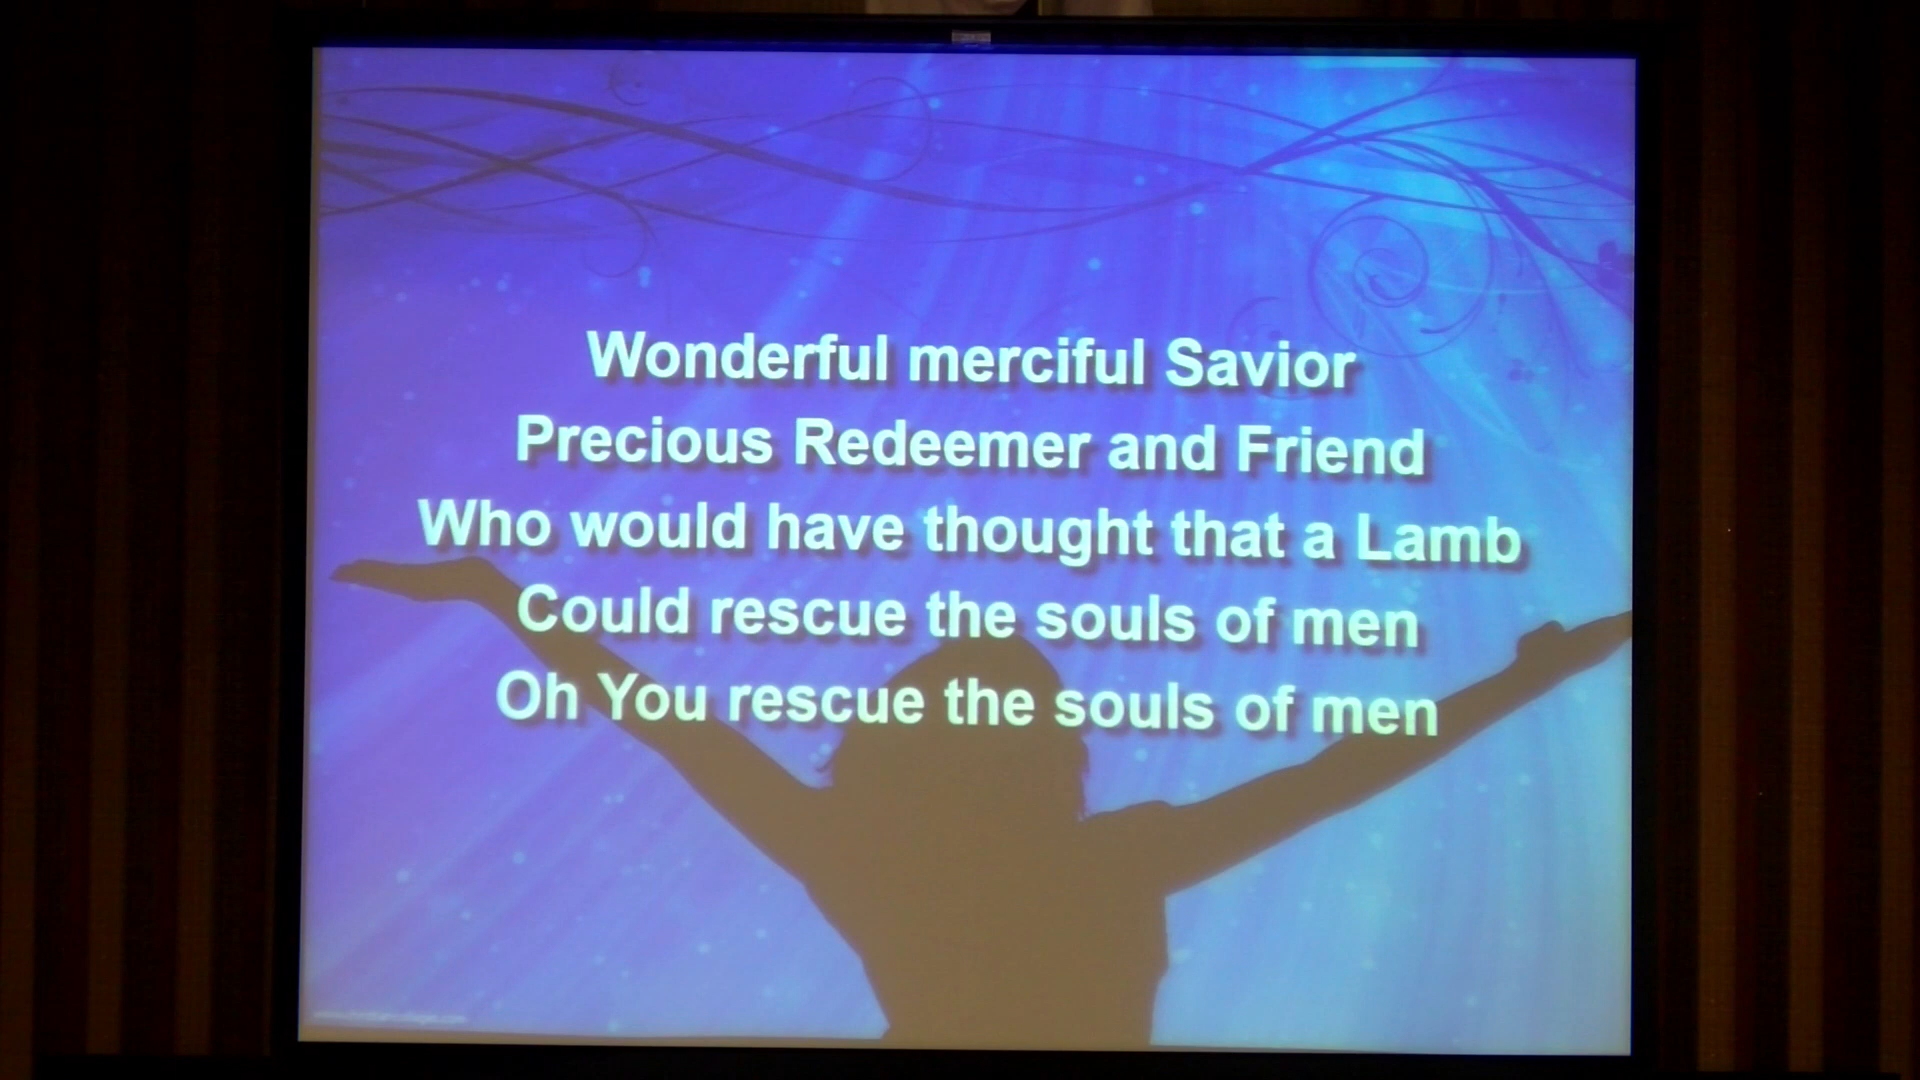 Wonderful merciful Savior
Precious Redeemer and Friend
Who would have thought that a Lamb
Could rescue the souls of men
Oh You rescue the souls of men